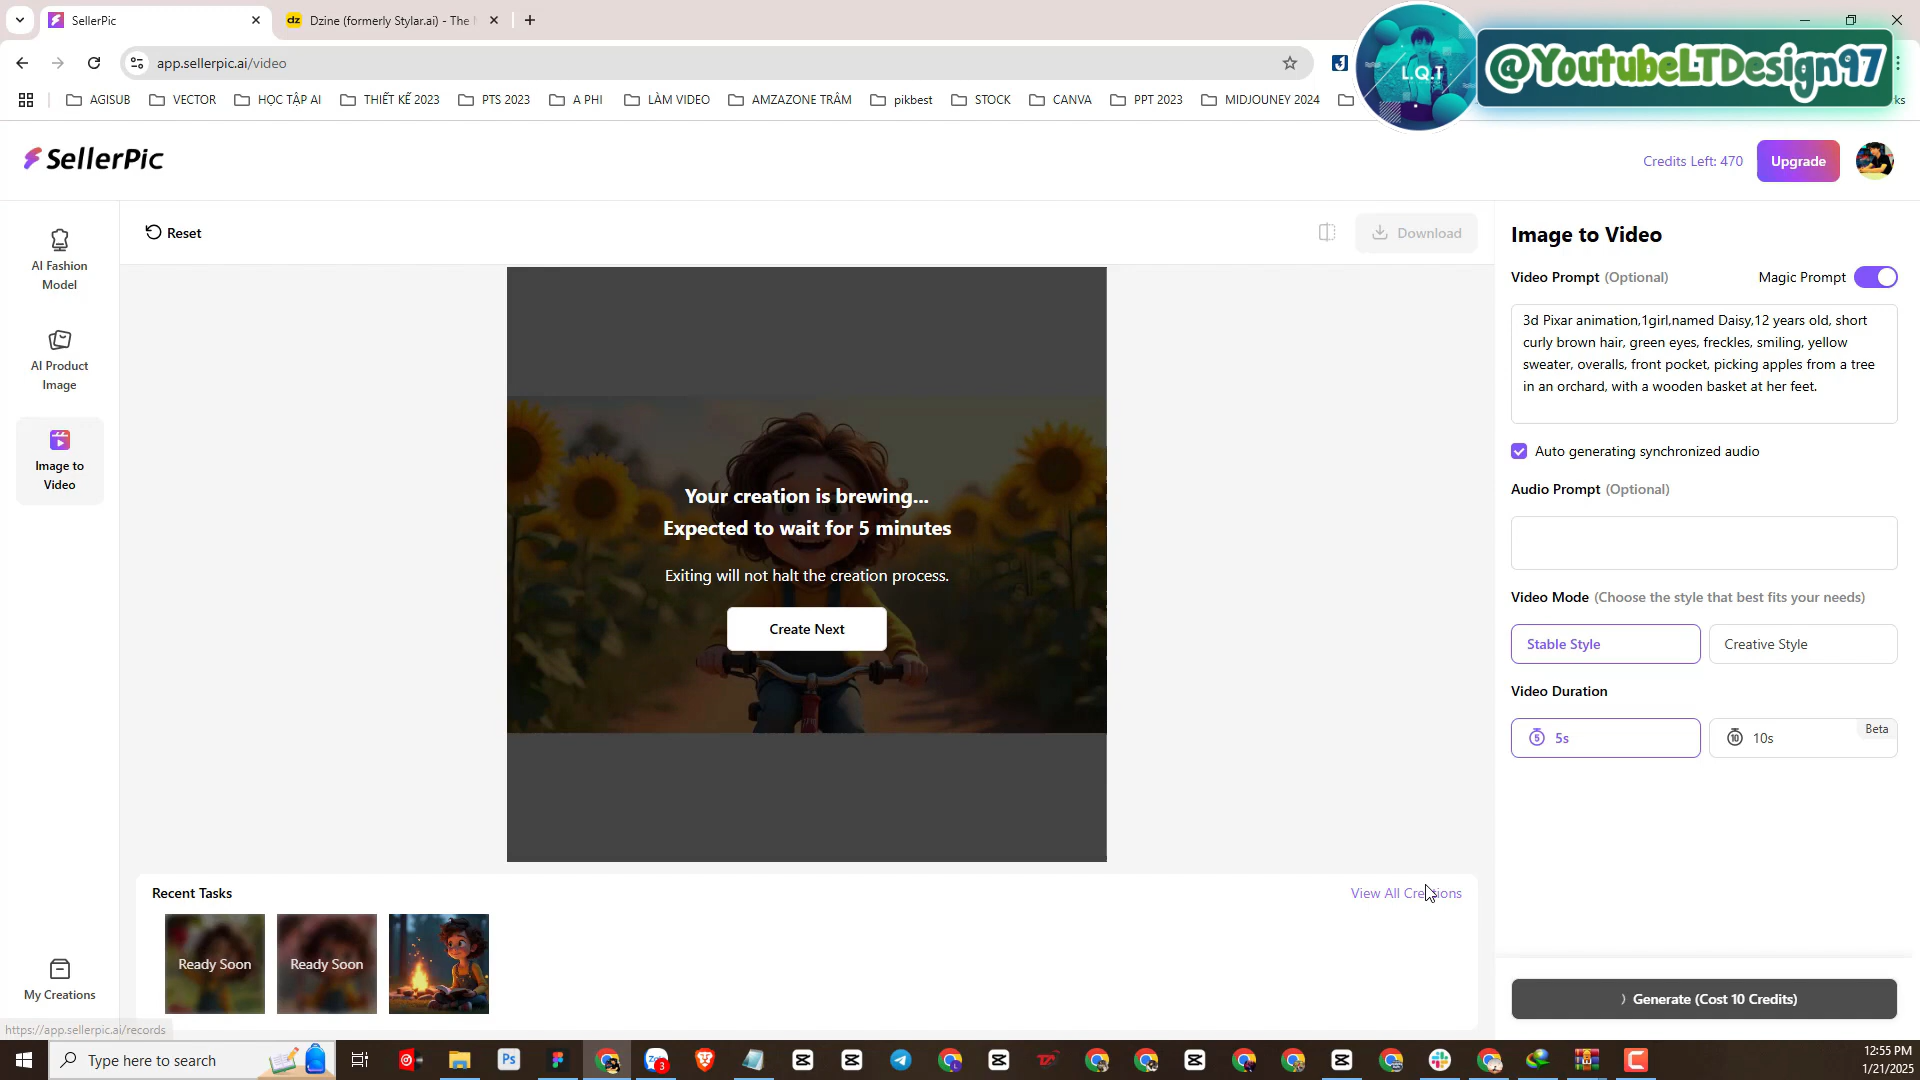 SellerPic
Dzine (formerly Stylar.ai) - The
app.sellerpic.ai/video
AGISUB
VECTOR
HỌC TẬP AI
THIẾT KẾ 2023
PTS 2023
A PHI
LÀM VIDEO
AMZAZONE TRÂM
pikbest
STOCK
CANVA
PPT 2023
MIDJOUNEY 2024
L.Q.T
@YoutubeLTDesign97
SellerPic
Credits Left: 470
Upgrade
AI Fashion
Model
AI Product
Image
Image to
Video
My Creations
Reset
Download
Your creation is brewing...
Expected to wait for 5 minutes
Exiting will not halt the creation process.
Create Next
Recent Tasks
View All Creations
Ready Soon
Ready Soon
Image to Video
Video Prompt (Optional)
Magic Prompt
3d Pixar animation,1girl,named Daisy,12 years old, short
curly brown hair, green eyes, freckles, smiling, yellow
sweater, overalls, front pocket, picking apples from a tree
in an orchard, with a wooden basket at her feet.
Auto generating synchronized audio
Audio Prompt (Optional)
Video Mode (Choose the style that best fits your needs)
Stable Style
Creative Style
Video Duration
5
5s
10
10s
Beta
Generate (Cost 10 Credits)
https://app.sellerpic.ai/records
Type here to search
Ps
3
12:55 PM
1/21/2025